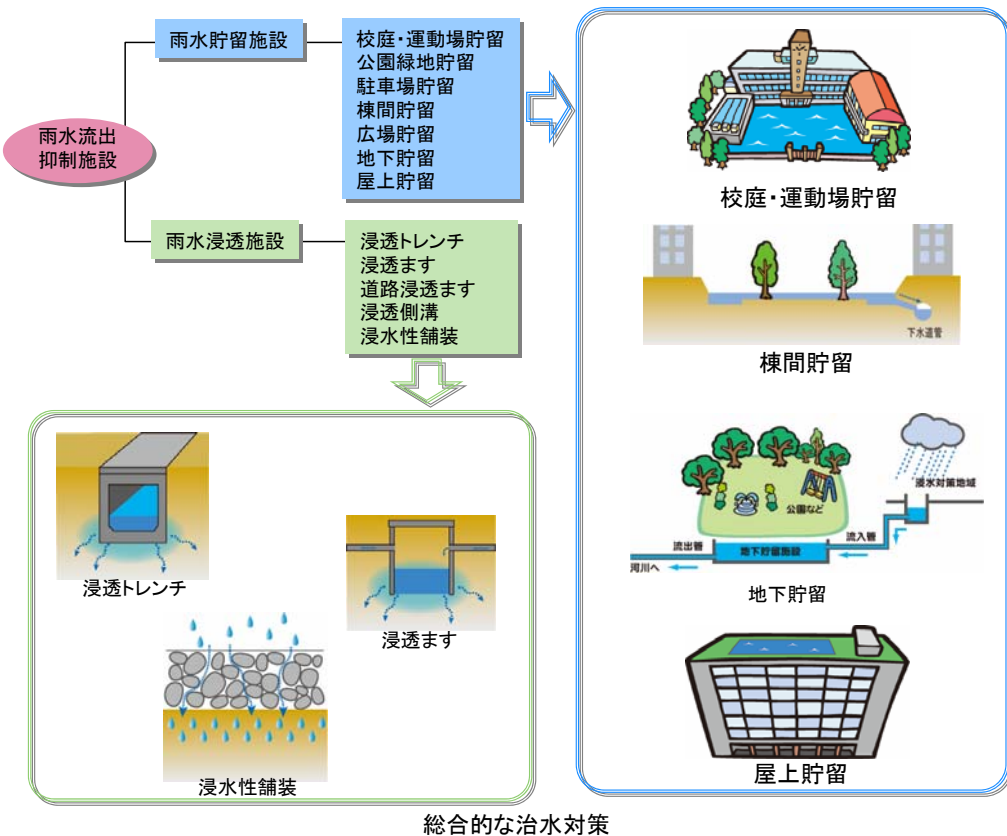 雨水流出
抑制施設
雨水貯留施設
校庭・運動場貯留
公園緑地貯留
駐車場貯留
棟間貯留
広場貯留
地下貯留
屋上貯留
雨水浸透施設
浸透トレンチ
浸透ます
道路浸透ます
浸透側溝
浸水性舗装
校庭・運動場貯留
下水道管
棟間貯留
浸水対策地域
公園など
流出管
地下貯留施設
流入管
河川へ
地下貯留
屋上貯留
浸透トレンチ
浸透ます
浸水性舗装
総合的な治水対策